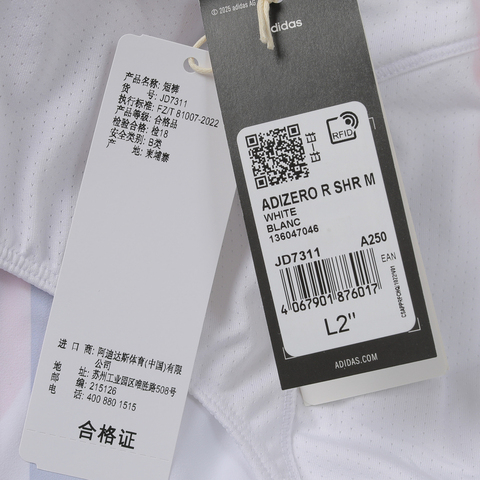 产品名称: 短裤
货 号: JD7311
执行标准: FZ/T 81007-2022
产品等级: 合格品
检验合格: 检18
安全类别: B类
产 地: 柬埔寨
进 口 商: 阿迪达斯体育(中国)有限
公司
地 址: 苏州工业园区唯胜路508号
邮 编: 215126
电 话: 400 880 1515
合格证
© 2025 adidas AG
adidas
RFID
ADIZERO R SHR M
WHITE
BLANC
136047046
JD7311 A250
EAN
4 067901 876017
L2"
ADIDAS.COM